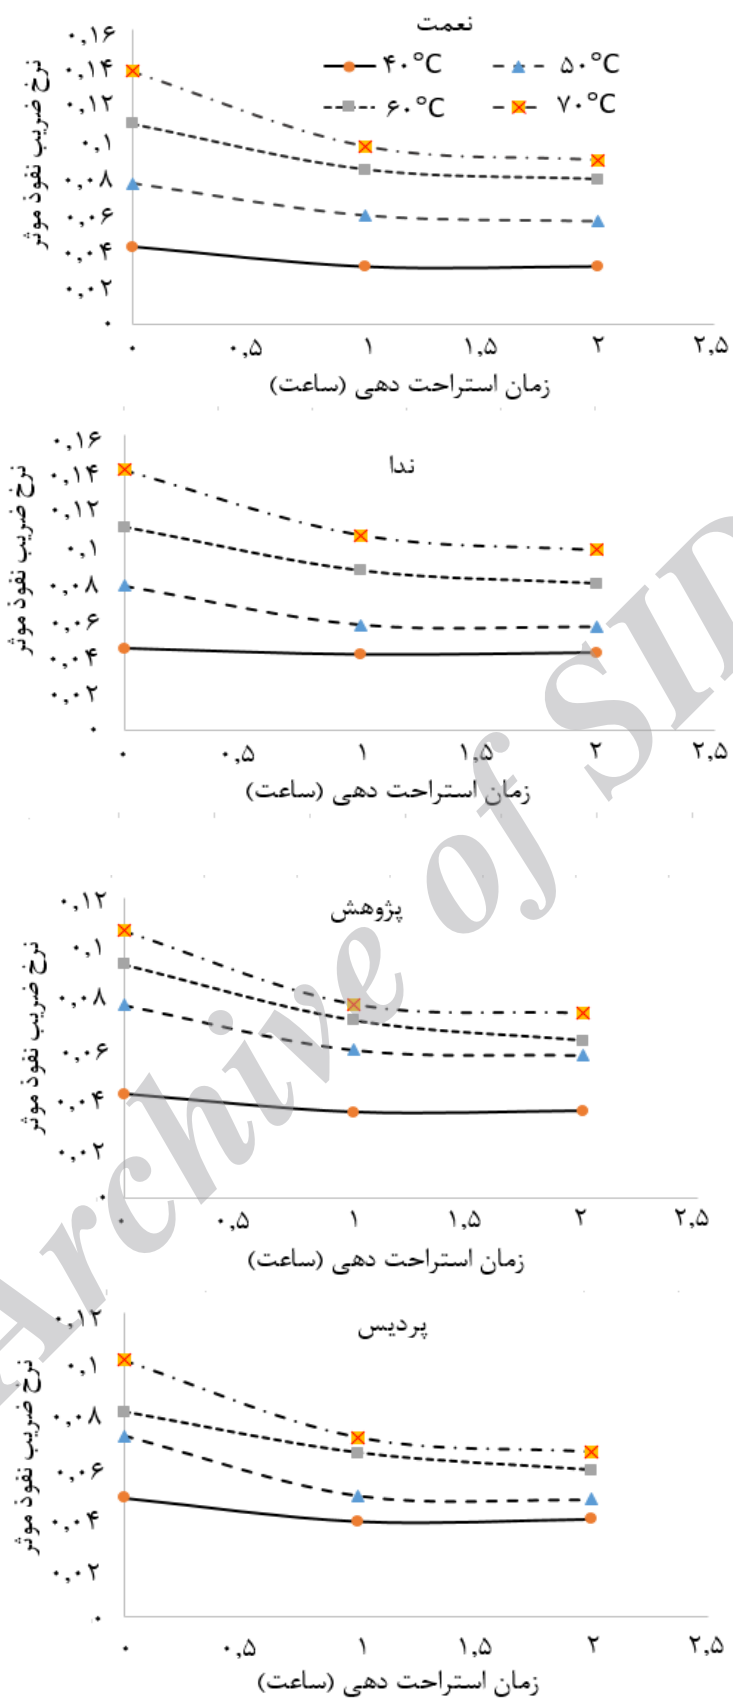 نعمت
۴۰°C
۵۰°C
۶۰°C
۷۰°C
نرخ ضریب نفوذ موثر
۰,۱۶
۰,۱۴
۰,۱۲
۰,۱
۰,۰۸
۰,۰۶
۰,۰۴
۰,۰۲
۰
۰ ۰,۵ ۱ ۱,۵ ۲ ۲,۵
زمان استراحت دهی (ساعت)
ندا
نرخ ضریب نفوذ موثر
۰,۱۶
۰,۱۴
۰,۱۲
۰,۱
۰,۰۸
۰,۰۶
۰,۰۴
۰,۰۲
۰
۰ ۰,۵ ۱ ۱,۵ ۲ ۲,۵
زمان استراحت دهی (ساعت)
پژوهش
نرخ ضریب نفوذ موثر
۰,۱۲
۰,۱
۰,۰۸
۰,۰۶
۰,۰۴
۰,۰۲
۰
۰ ۰,۵ ۱ ۱,۵ ۲ ۲,۵
زمان استراحت دهی (ساعت)
پردیس
نرخ ضریب نفوذ موثر
۰,۱۲
۰,۱
۰,۰۸
۰,۰۶
۰,۰۴
۰,۰۲
۰
۰ ۰,۵ ۱ ۱,۵ ۲ ۲,۵
زمان استراحت دهی (ساعت)
Archive of SID